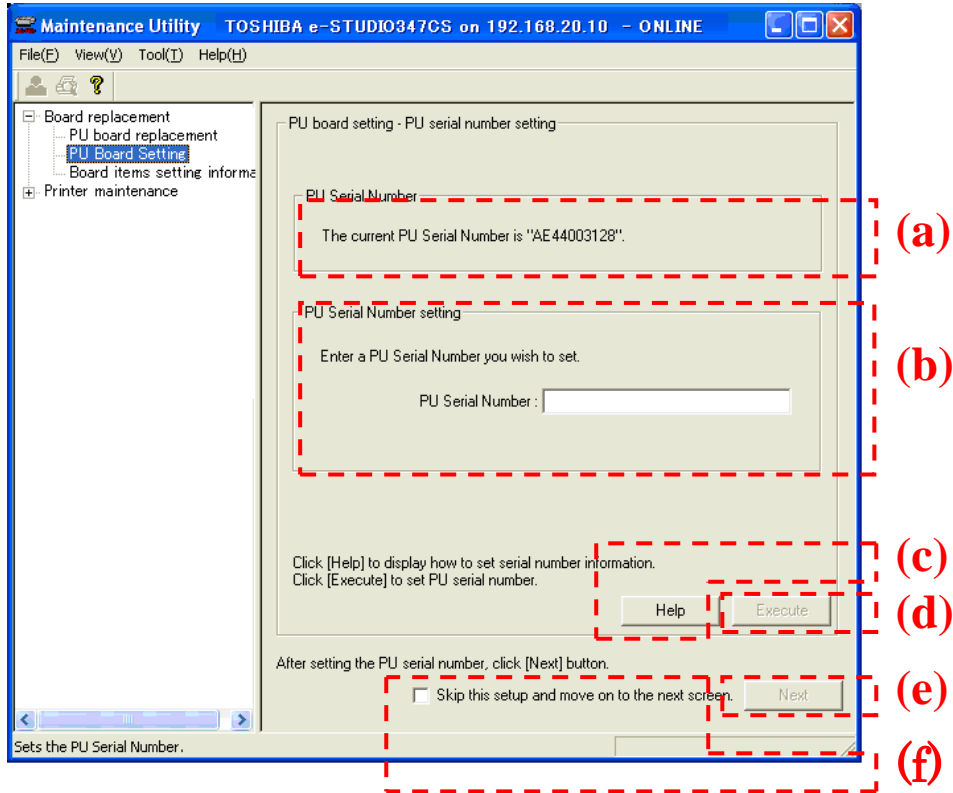 Maintenance Utility TOSHIBA e-STUDIO347CS on 192.168.20.10 - ONLINE
File(F) View(V) Tool(T) Help(H)
Board replacement
PU board replacement
PU Board Setting
Board items setting informa
Printer maintenance
PU board setting - PU serial number setting
PU Serial Number
The current PU Serial Number is "AE44003128".
(a)
PU Serial Number setting
Enter a PU Serial Number you wish to set.
(b)
PU Serial Number :
Click [Help] to display how to set serial number information.
Click [Execute] to set PU serial number.
(c)
Help
Execute
(d)
After setting the PU serial number, click [Next] button.
Skip this setup and move on to the next screen.
Next
(e)
Sets the PU Serial Number.
(f)